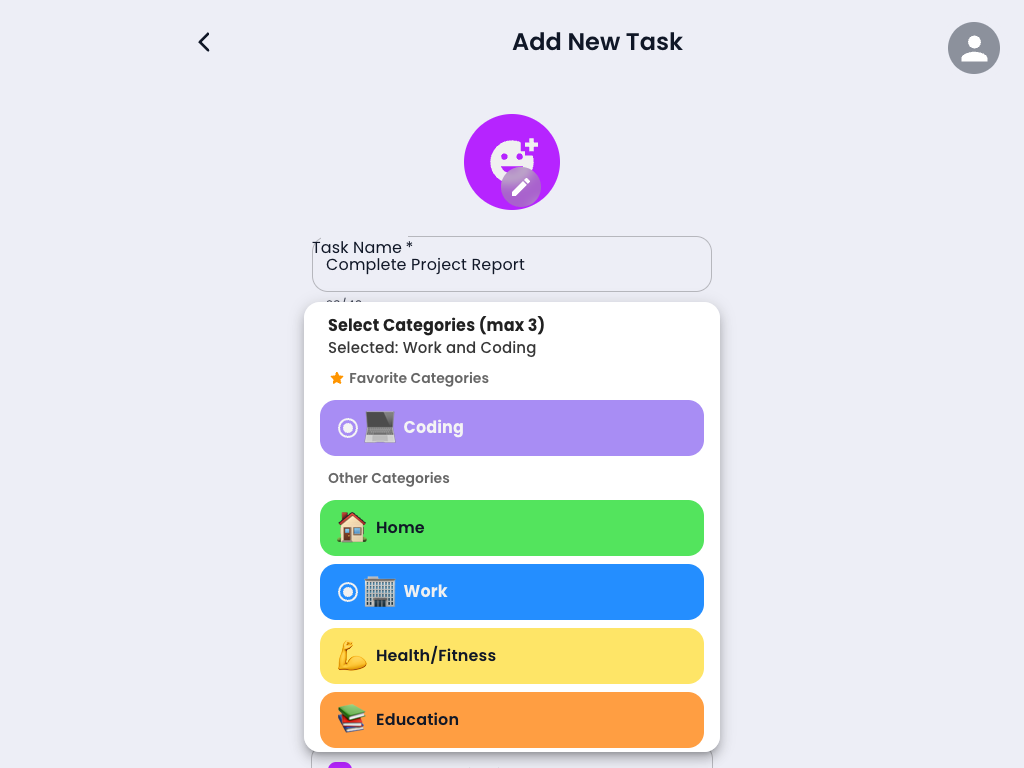 Add New Task
Task Name *
Complete Project Report
Select Categories (max 3)
Selected: Work and Coding
Favorite Categories
Coding
Other Categories
Home
Work
Health/Fitness
Education